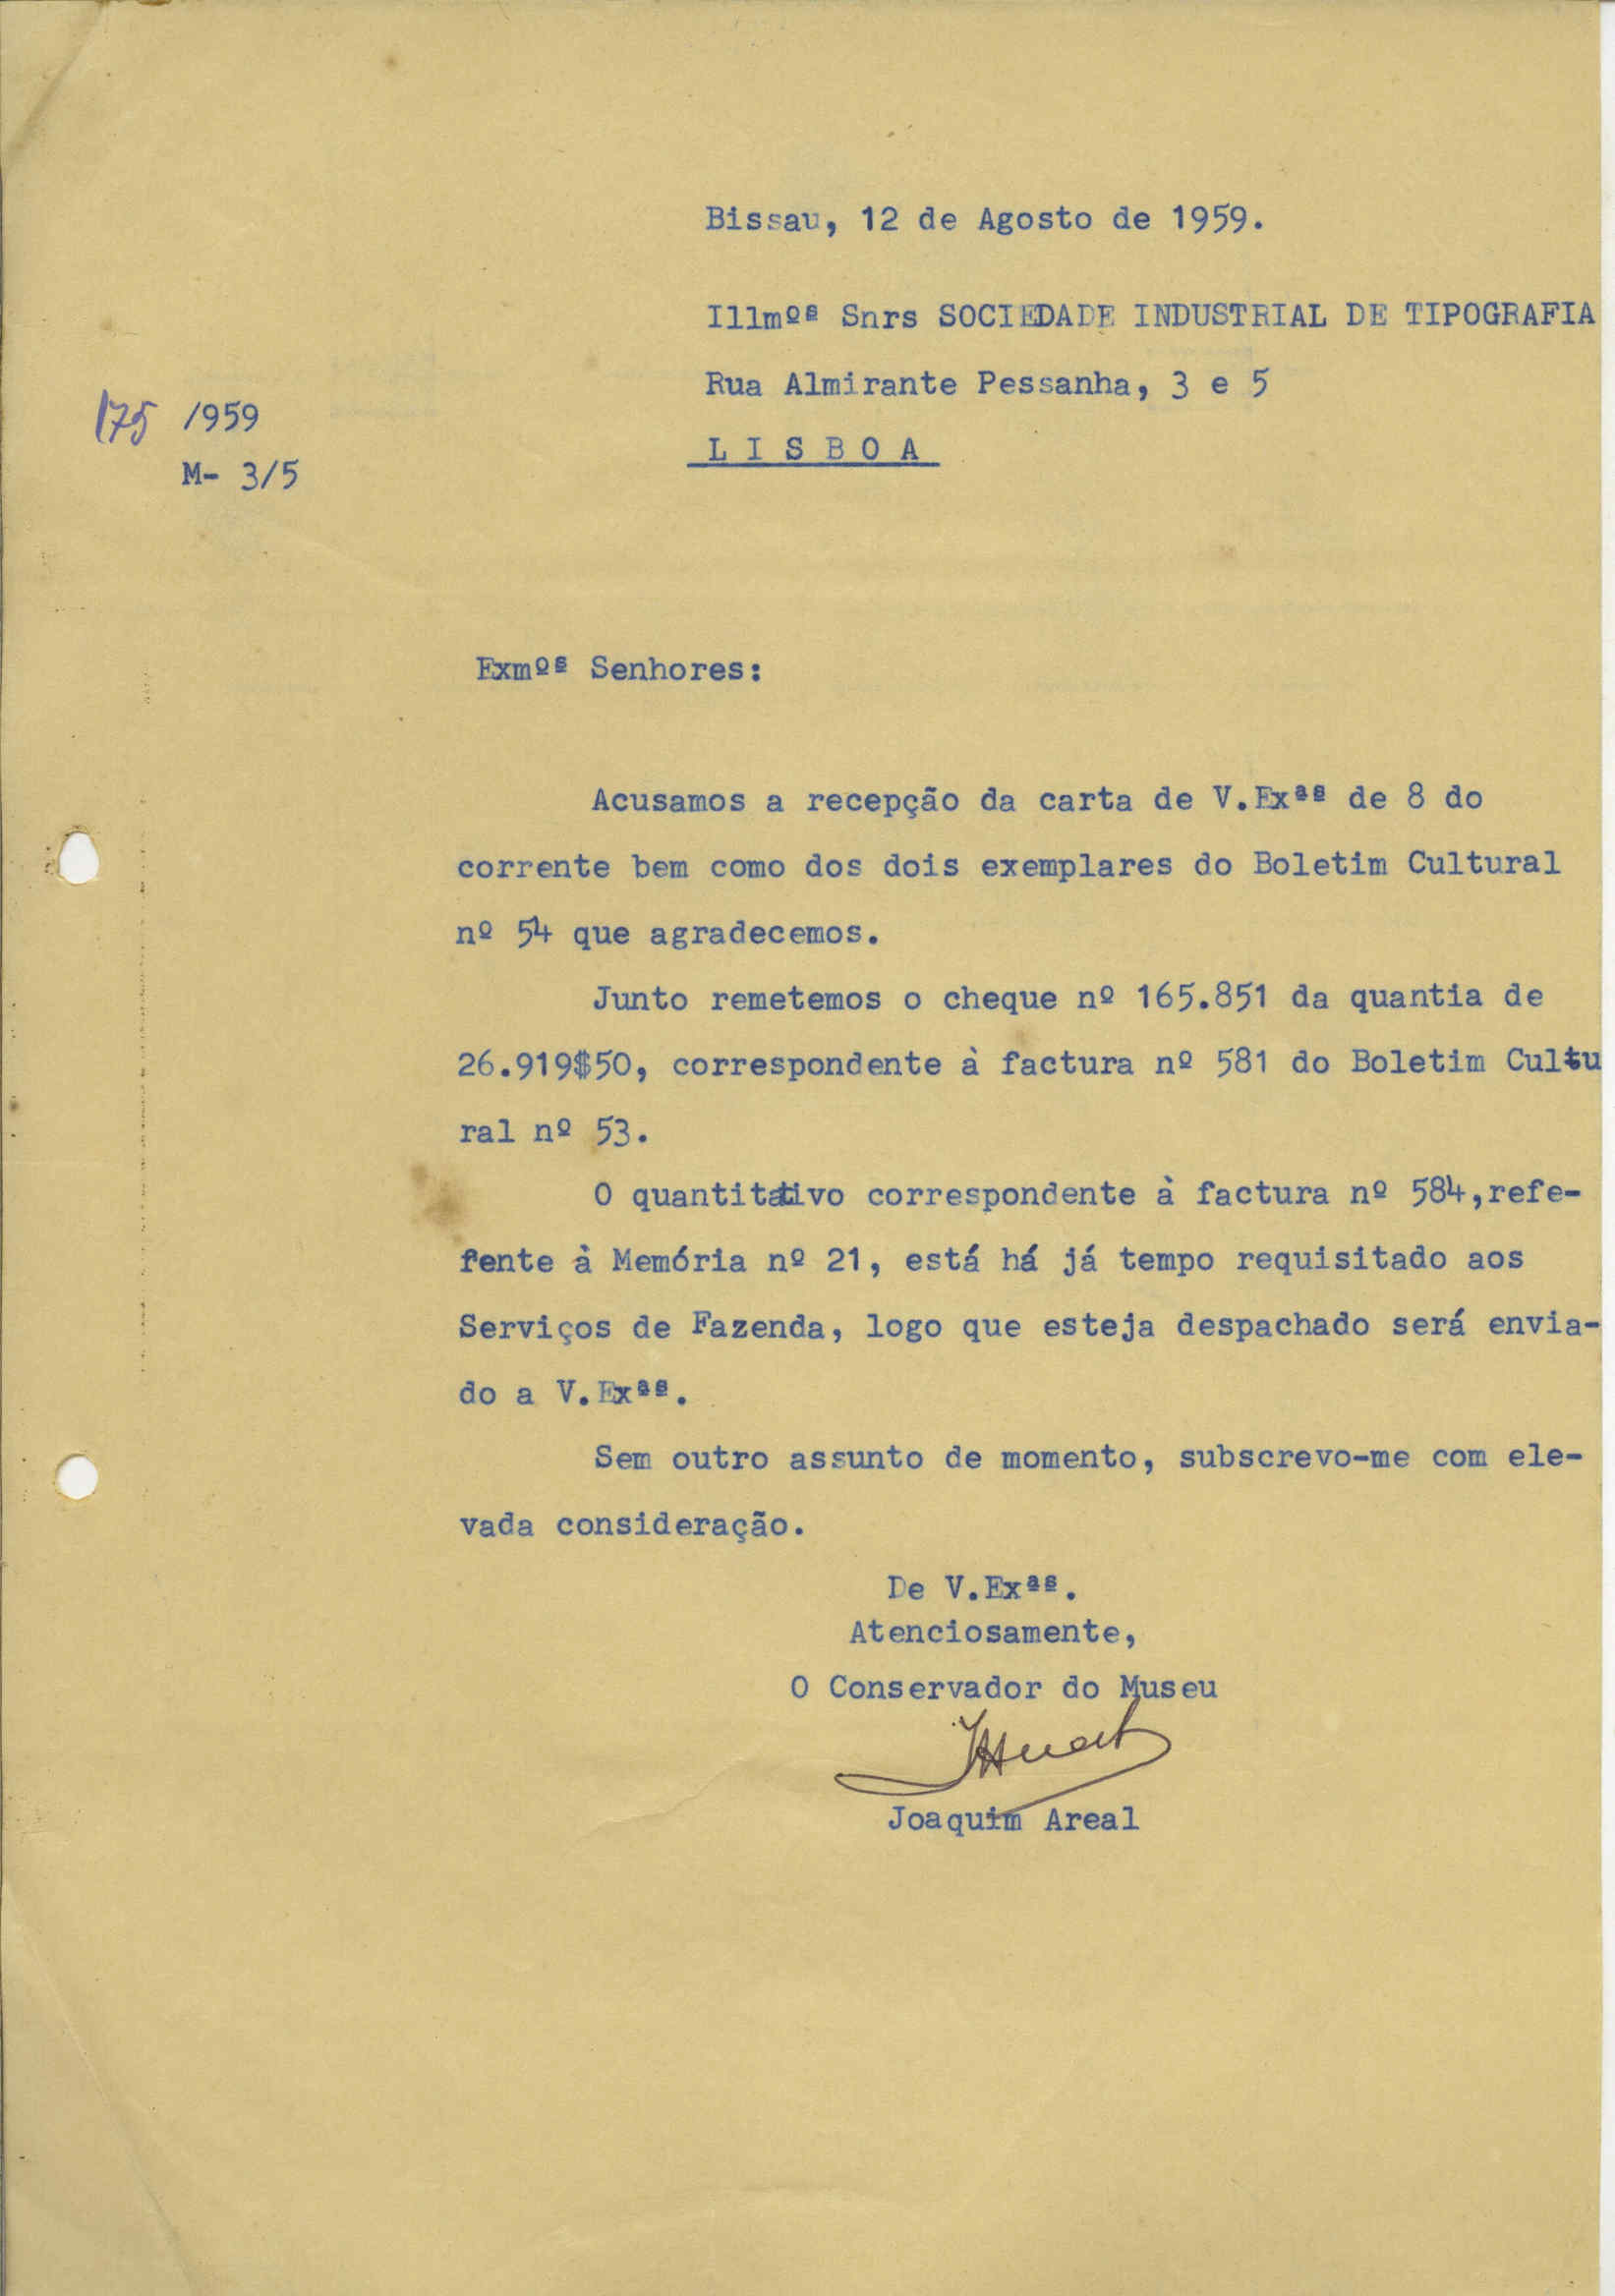 Bissau, 12 de Agosto de 1959.
Illmºs Snrs SOCIEDADE INDUSTRIAL DE TIPOGRAFIA
Rua Almirante Pessanha, 3 e 5
175 /959
LISBOA
M- 3/5
Exmºs Senhores:
Acusamos a recepção da carta de V.Exªs de 8 do
corrente bem como dos dois exemplares do Boletim Cultural
nº 54 que agradecemos.
Junto remetemos o cheque nº 165.851 da quantia de
26.919$50, correspondente à factura nº 581 do Boletim Cultu
ral nº 53.
O quantitativo correspondente à factura nº 584,refe-
rente à Memória nº 21, está há já tempo requisitado aos
Serviços de Fazenda, logo que esteja despachado será envia-
do a V.Exªs.
Sem outro assunto de momento, subscrevo-me com ele-
vada consideração.
De V.Exªs.
Atenciosamente,
O Conservador do Museu
Joaquim Areal